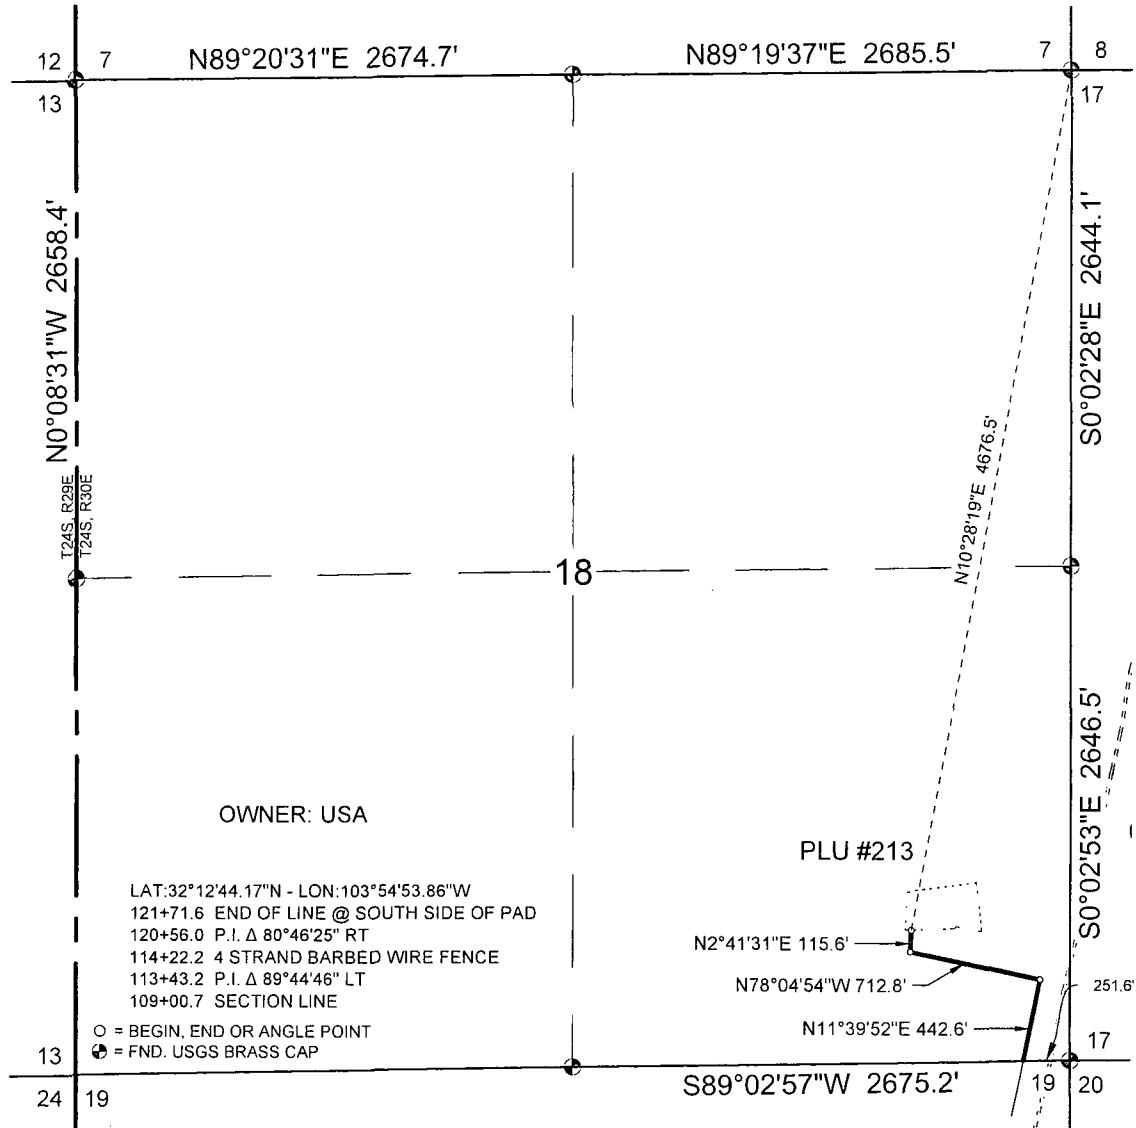 N89°20'31"E 2674.7'
N89°19'37"E 2685.5'
12
7
7
8
13
17
N0°08'31"W 2658.4'
S0°02'28"E 2644.1'
T24S, R29E
T24S, R30E
N10°28'19"E 4676.5'
18
S0°02'53"E 2646.5'
OWNER: USA
PLU #213
LAT:32°12'44.17"N - LON:103°54'53.86"W
121+71.6 END OF LINE @ SOUTH SIDE OF PAD
120+56.0 P.I. Δ 80°46'25" RT
114+22.2 4 STRAND BARBED WIRE FENCE
113+43.2 P.I. Δ 89°44'46" LT
109+00.7 SECTION LINE
O = BEGIN, END OR ANGLE POINT
= FND. USGS BRASS CAP
N2°41'31"E 115.6'
N78°04'54"W 712.8'
251.6'
N11°39'52"E 442.6'
13
17
S89°02'57"W 2675.2'
24
19
19
20